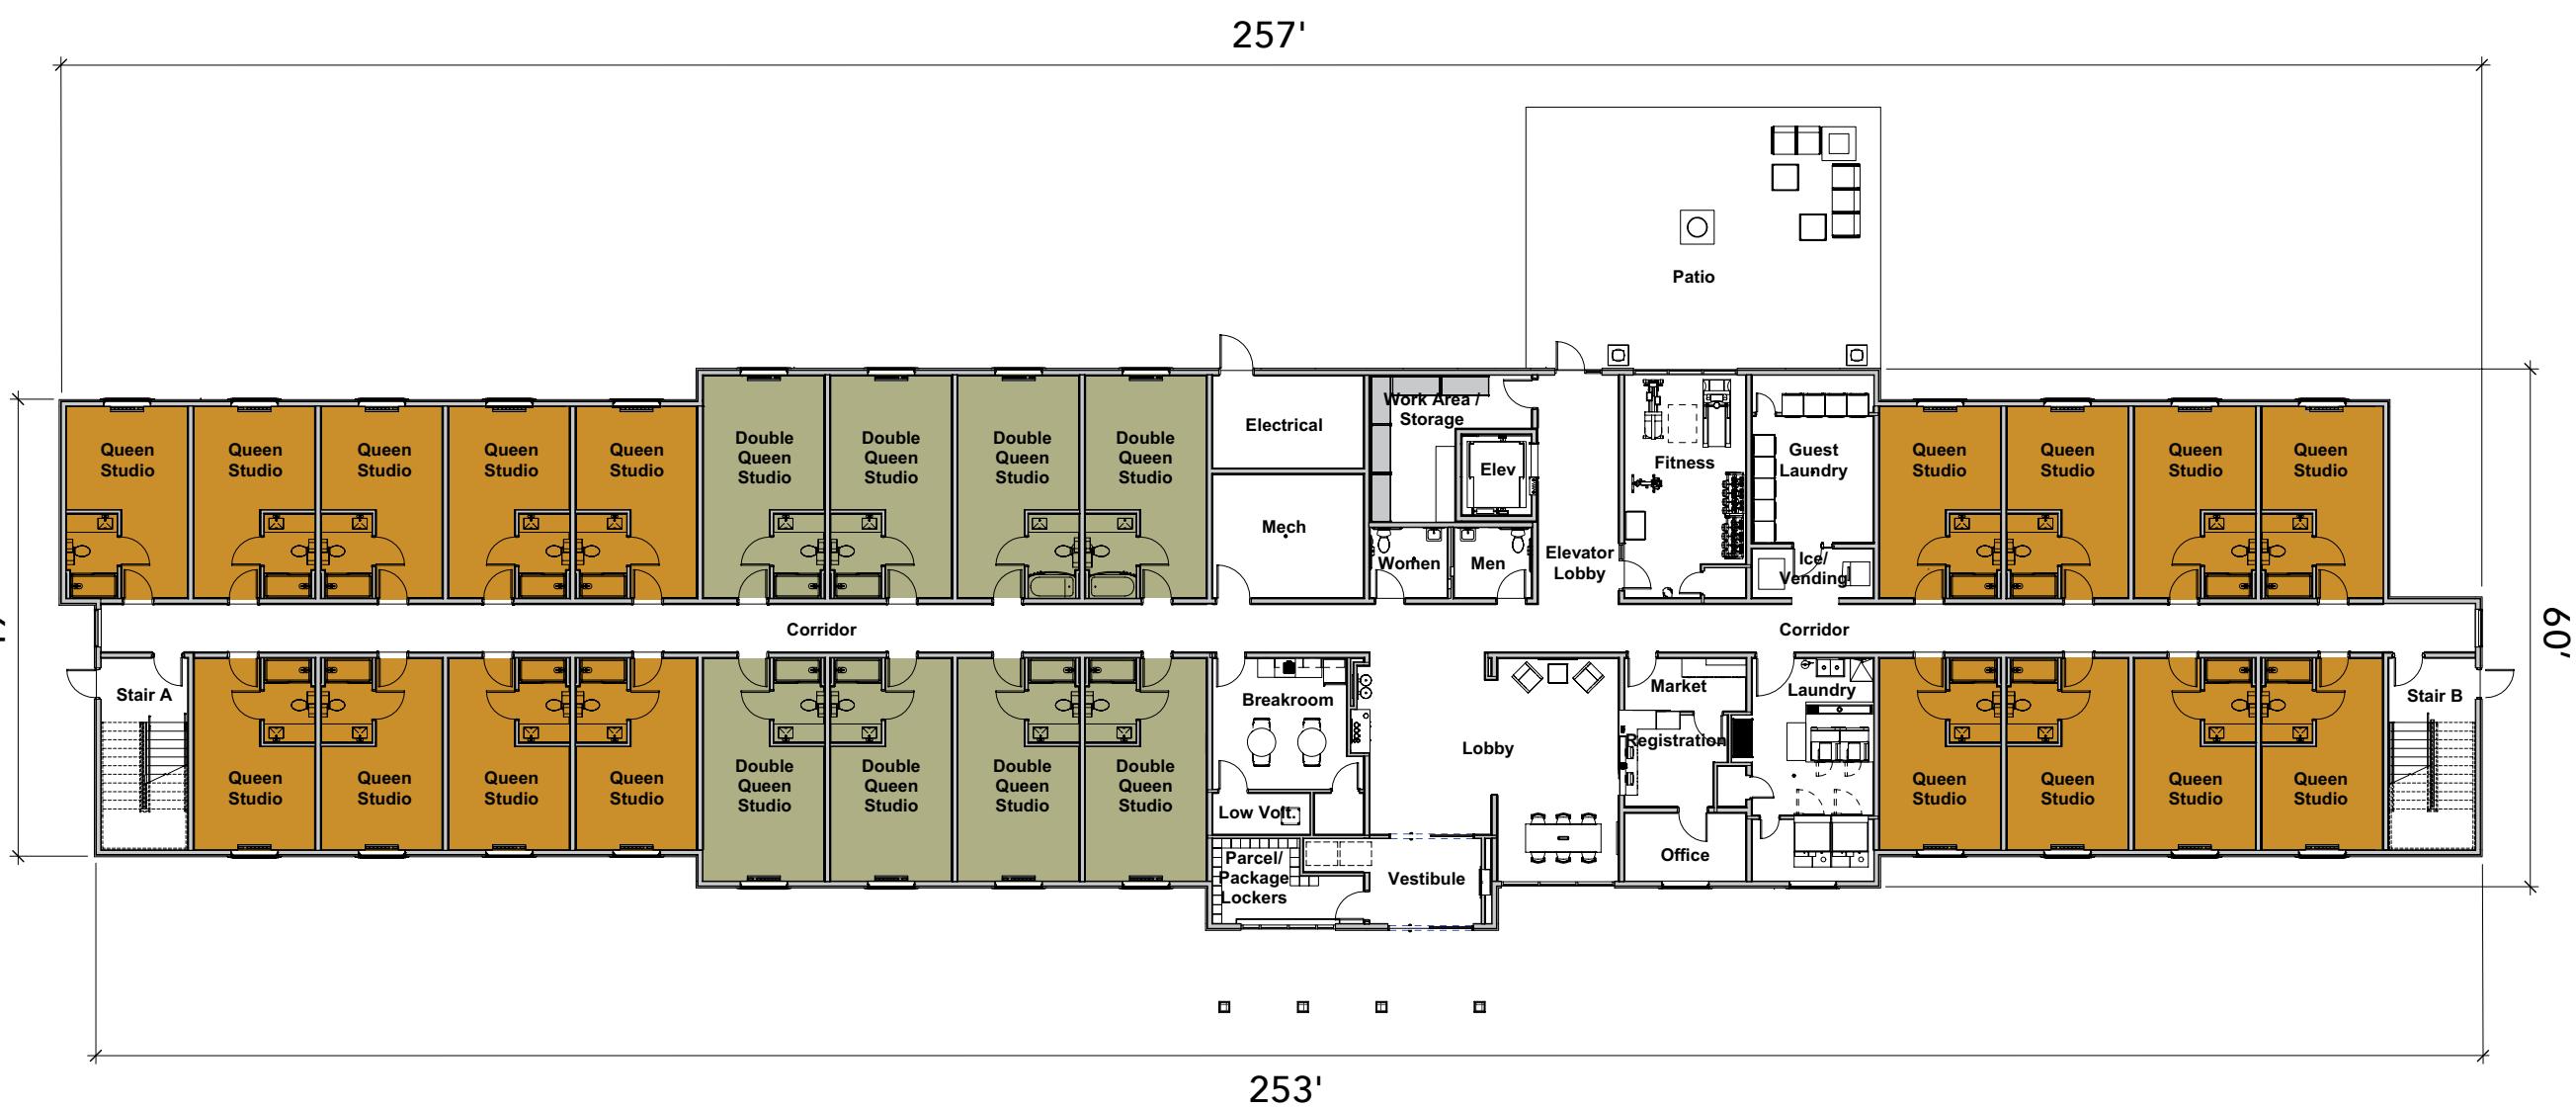 257'
Patio
Queen
Studio
Queen
Studio
Queen
Studio
Queen
Studio
Queen
Studio
Double
Queen
Studio
Double
Queen
Studio
Double
Queen
Studio
Double
Queen
Studio
Electrical
Work Area /
Storage
Elev
Fitness
Guest
Laundry
Queen
Studio
Queen
Studio
Queen
Studio
Queen
Studio
Mech
Women
Men
Elevator
Lobby
Ice/
Vending
Corridor
Corridor
60'
Stair A
Breakroom
Market
Laundry
Stair B
Lobby
Registration
Queen
Studio
Queen
Studio
Queen
Studio
Queen
Studio
Double
Queen
Studio
Double
Queen
Studio
Double
Queen
Studio
Double
Queen
Studio
Low Volt.
Queen
Studio
Queen
Studio
Queen
Studio
Queen
Studio
Parcel/
Package
Lockers
Vestibule
Office
253'